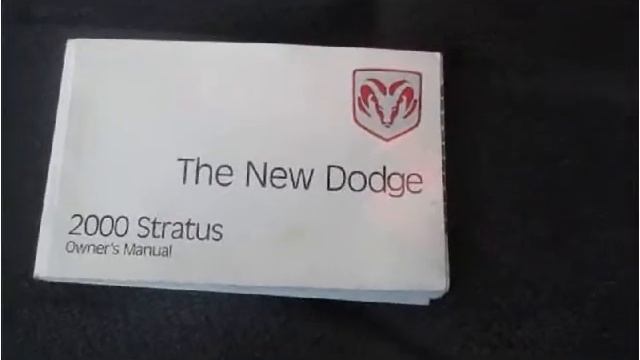 The New Dodge
2000 Stratus
Owner's Manual